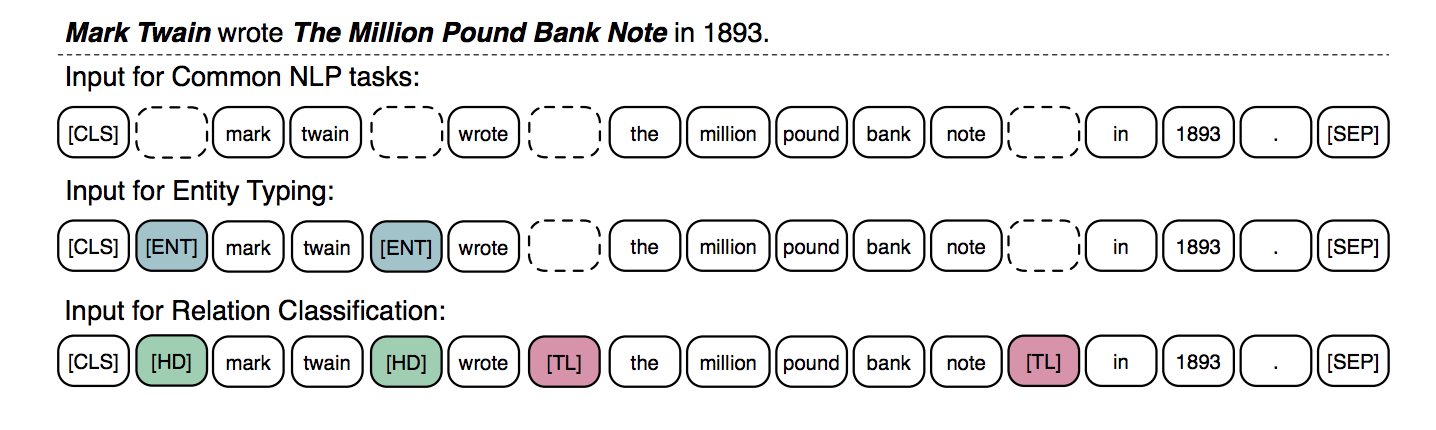 Mark Twain wrote The Million Pound Bank Note in 1893.
Input for Common NLP tasks:
[CLS] mark twain wrote the million pound bank note in 1893 . [SEP]
Input for Entity Typing:
[CLS] [ENT] mark twain [ENT] wrote the million pound bank note in 1893 . [SEP]
Input for Relation Classification:
[CLS] [HD] mark twain [HD] wrote [TL] the million pound bank note [TL] in 1893 . [SEP]